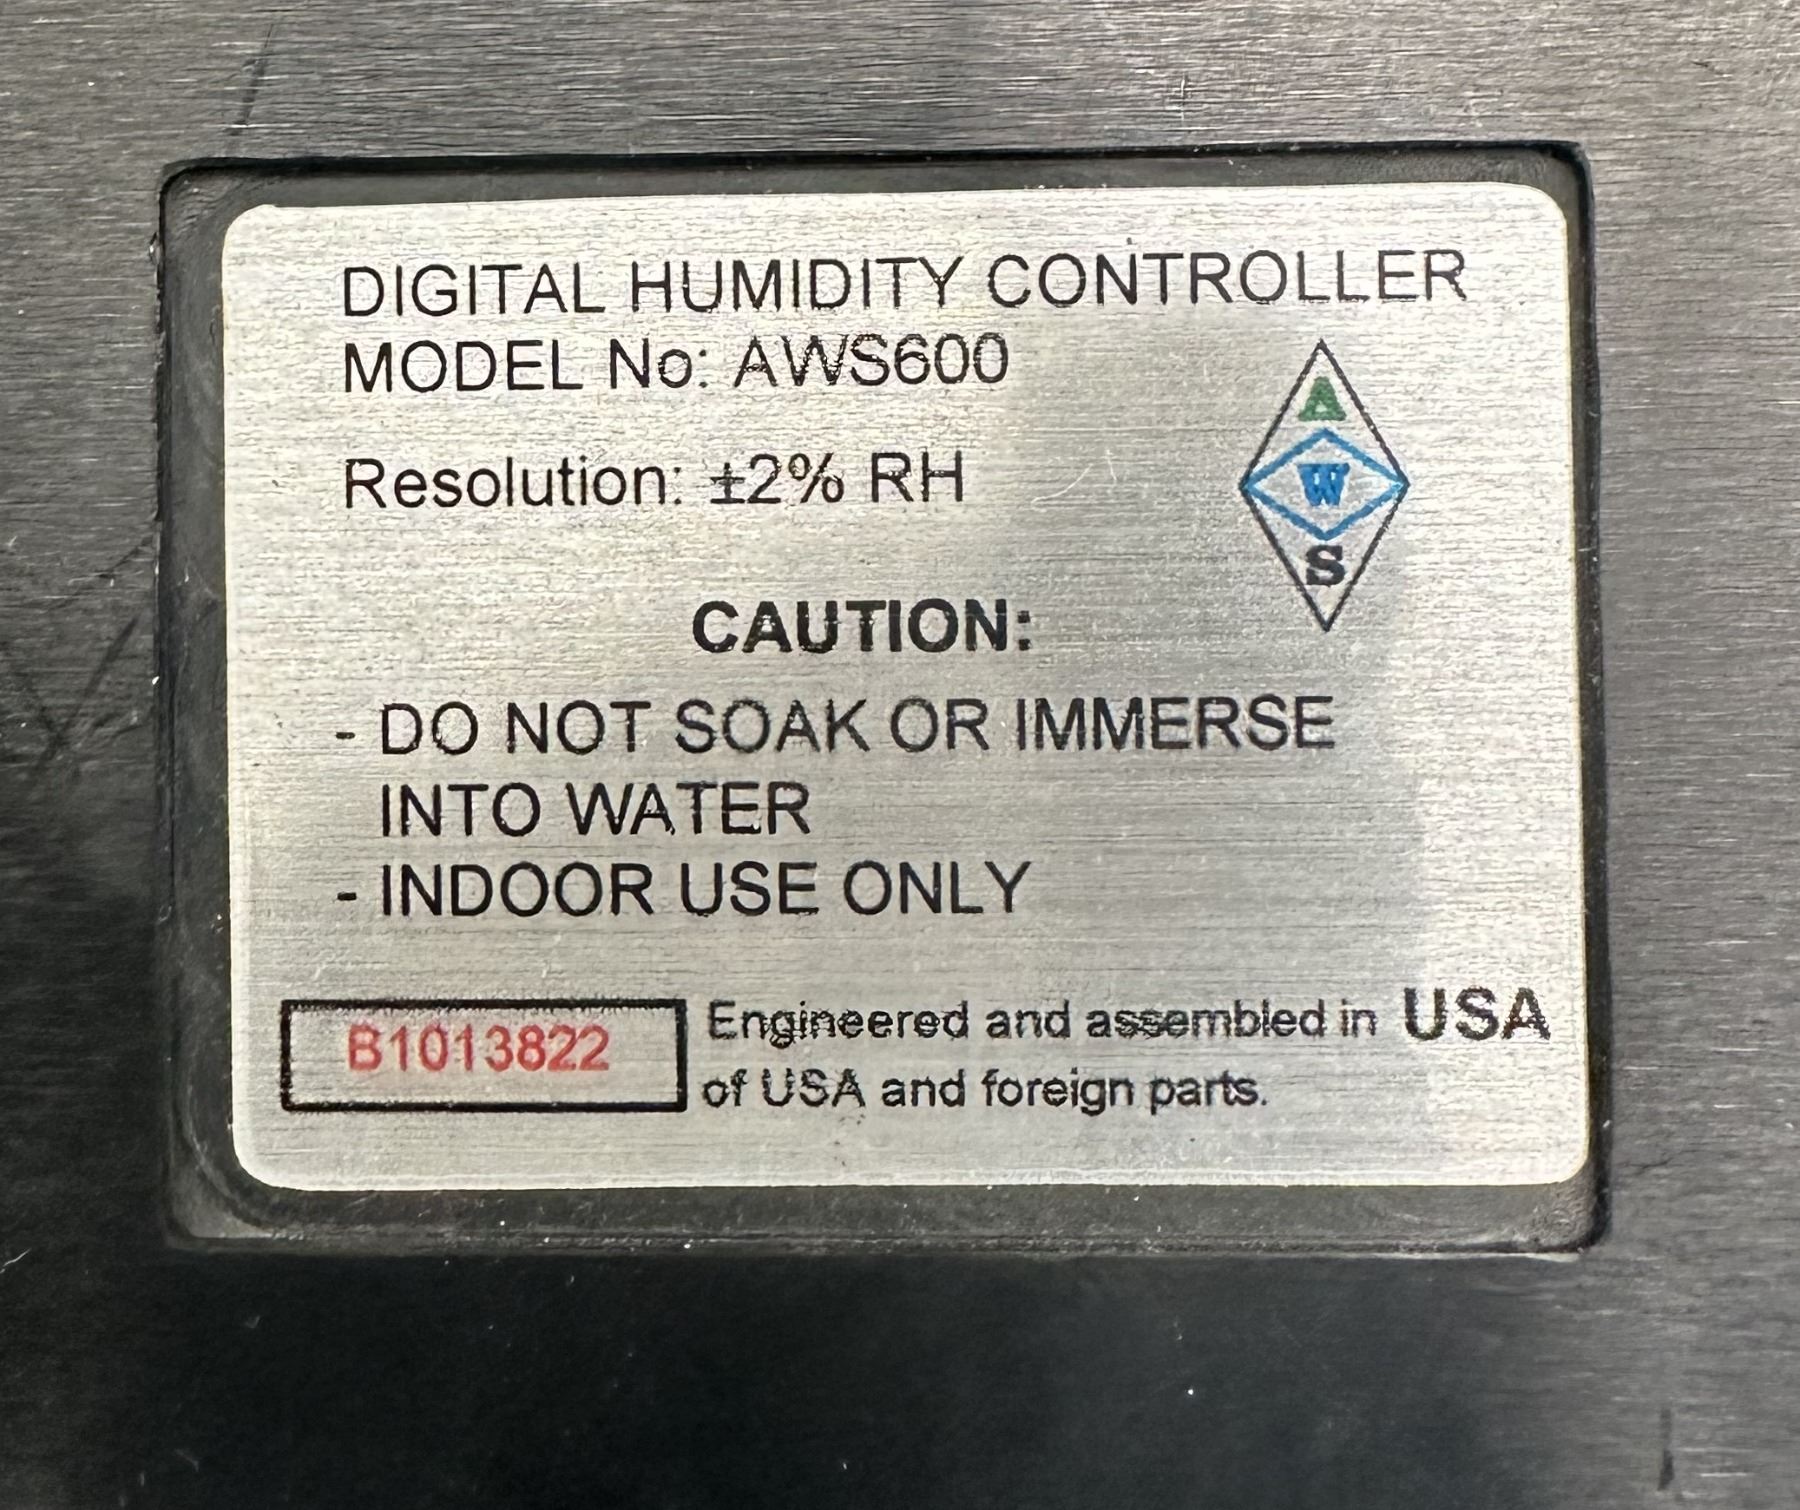 DIGITAL HUMIDITY CONTROLLER
MODEL No: AWS600
Resolution: ±2% RH
A
W
S
CAUTION:
- DO NOT SOAK OR IMMERSE
INTO WATER
- INDOOR USE ONLY
B1013822
Engineered and assembled in USA
of USA and foreign parts.